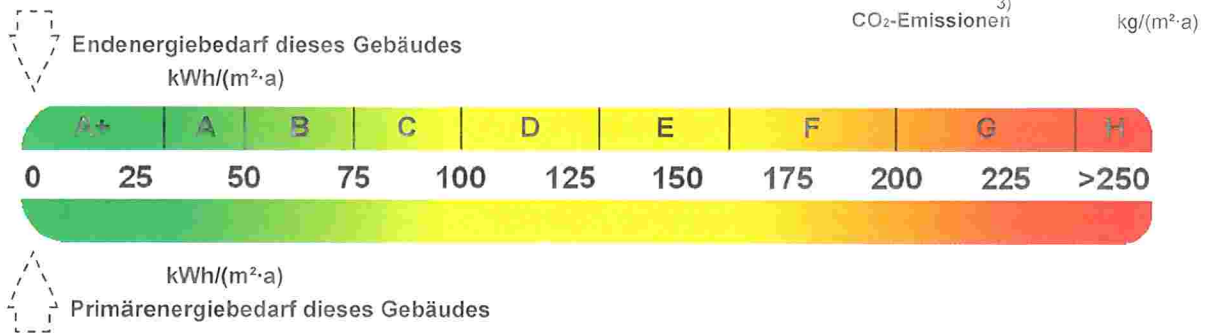 CO₂-Emissionen 3) kg/(m²·a)
Endenergiebedarf dieses Gebäudes
kWh/(m²·a)
A+ A B C D E F G H
0 25 50 75 100 125 150 175 200 225 >250
kWh/(m²·a)
Primärenergiebedarf dieses Gebäudes